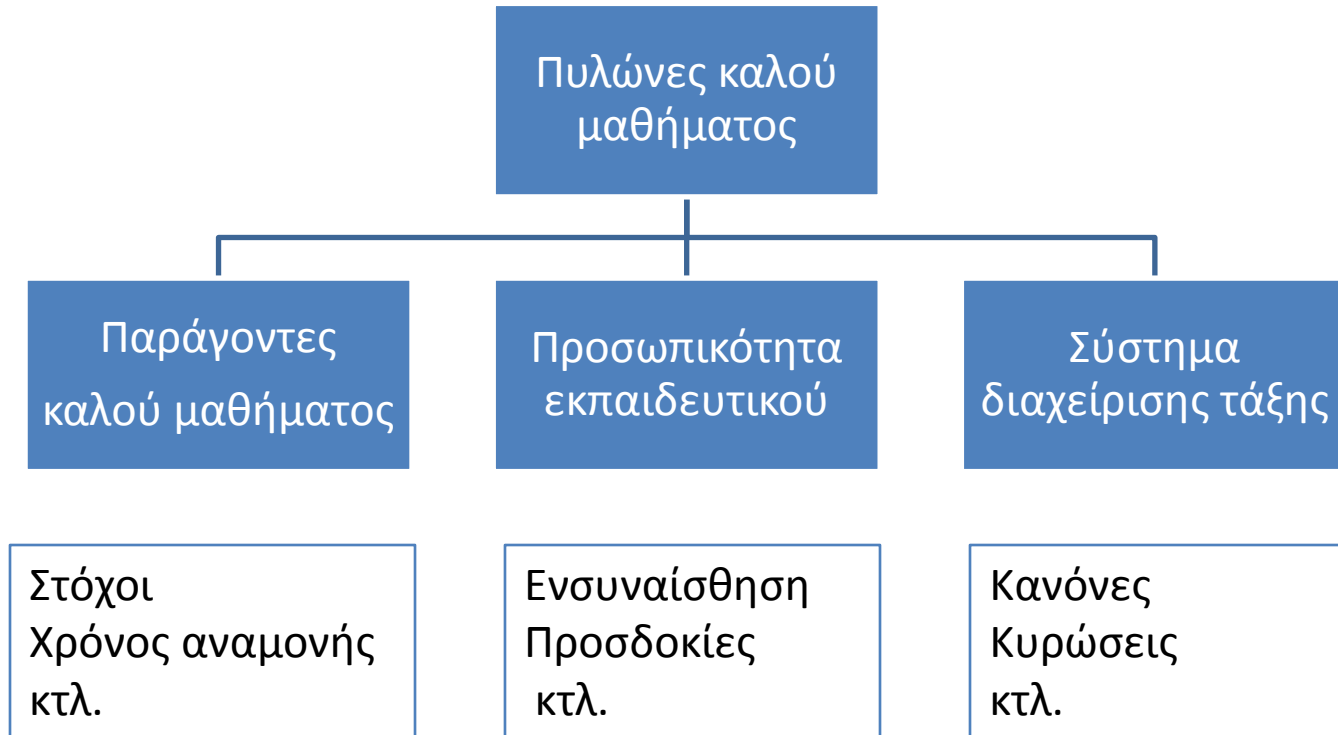 Πυλώνες καλού
μαθήματος
Παράγοντες
καλού μαθήματος
Προσωπικότητα
εκπαιδευτικού
Σύστημα
διαχείρισης τάξης
Στόχοι
Χρόνος αναμονής
κτλ.
Ενσυναίσθηση
Προσδοκίες
κτλ.
Κανόνες
Κυρώσεις
κτλ.